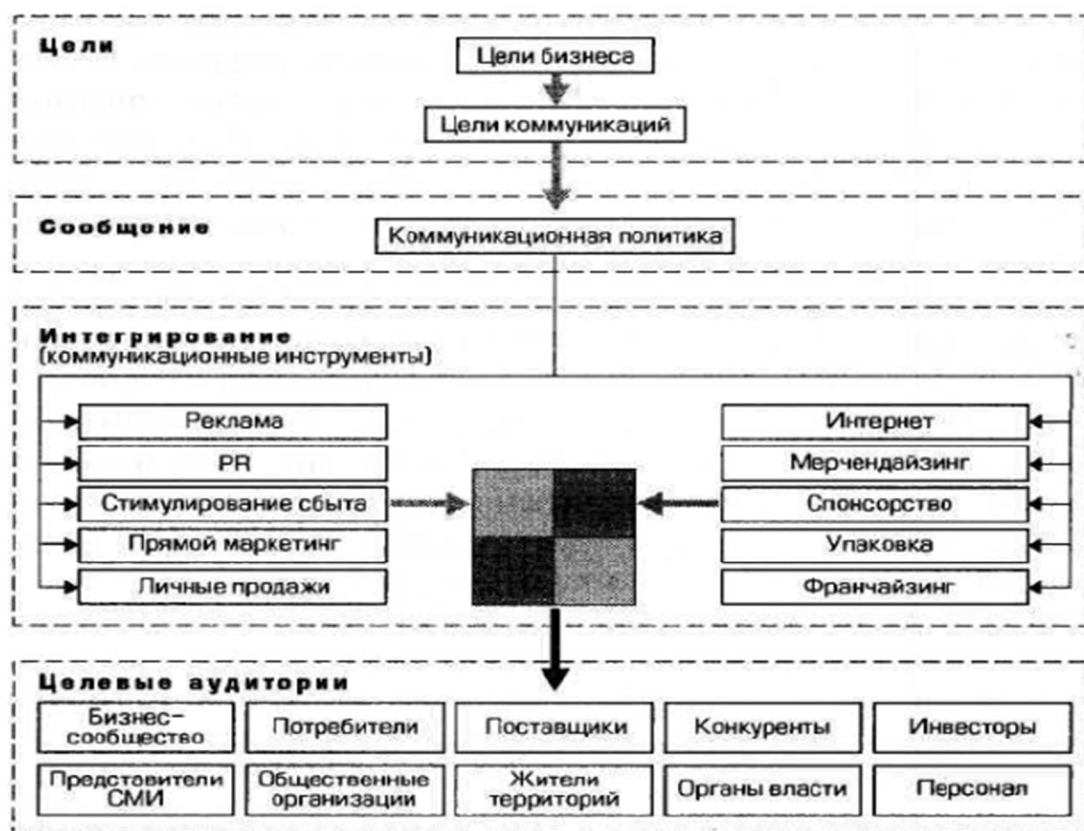 Цели
Цели бизнеса
Цели коммуникаций
Сообщение
Коммуникационная политика
Интегрирование
(коммуникационные инструменты)
Реклама
PR
Стимулирование сбыта
Прямой маркетинг
Личные продажи
Интернет
Мерчендайзинг
Спонсорство
Упаковка
Франчайзинг
Целевые аудитории
Бизнес-
сообщество
Потребители
Поставщики
Конкуренты
Инвесторы
Представители
СМИ
Общественные
организации
Жители
территорий
Органы власти
Персонал